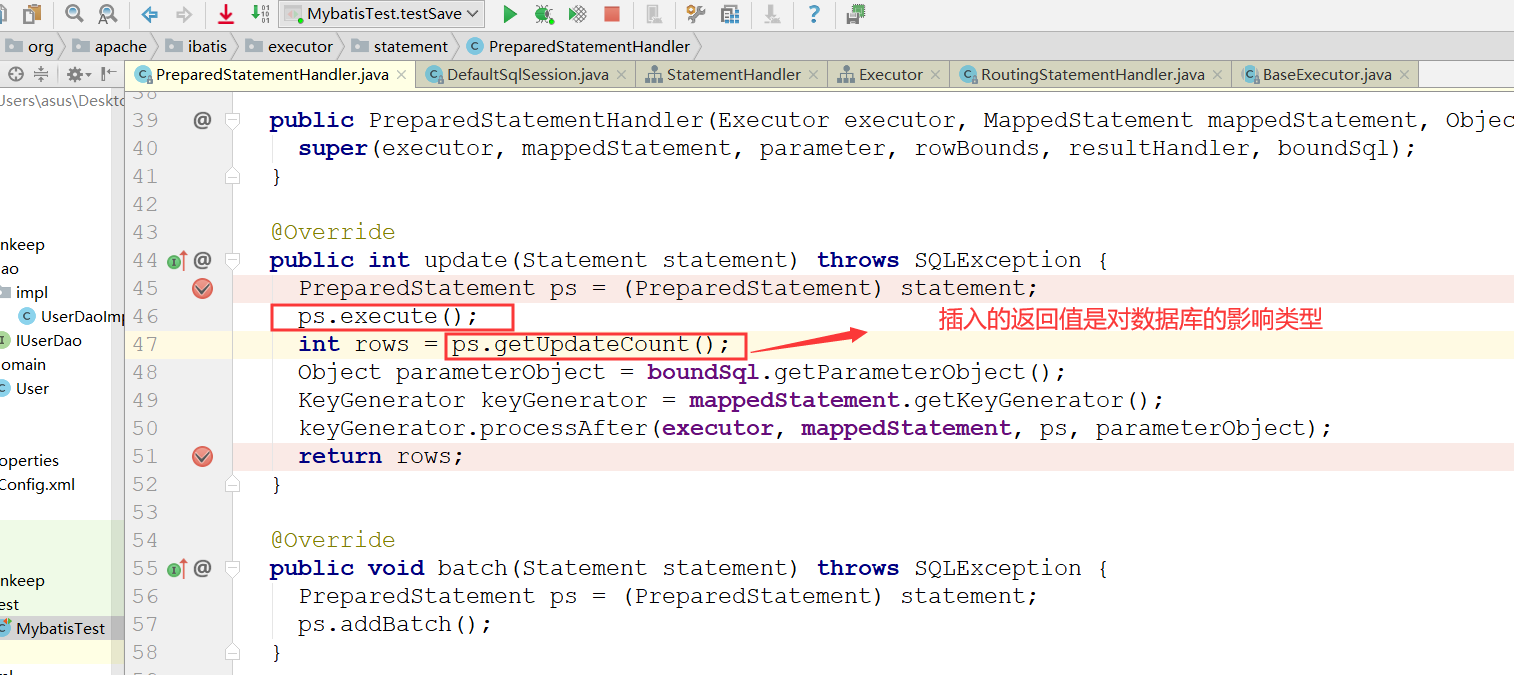 MybatisTest.testSave
org apache ibatis executor statement PreparedStatementHandler
PreparedStatementHandler.java DefaultSqlSession.java StatementHandler Executor RoutingStatementHandler.java BaseExecutor.java
Users\asus\Deskto
nkeep
ao
impl
UserDaoImp
IUserDao
omain
User
operties
Config.xml
nkeep
est
MybatisTest
38
39 @ public PreparedStatementHandler(Executor executor, MappedStatement mappedStatement, Objec
40 super(executor, mappedStatement, parameter, rowBounds, resultHandler, boundSql);
41 }
42
43 @Override
44 @ public int update(Statement statement) throws SQLException {
45 PreparedStatement ps = (PreparedStatement) statement;
46 ps.execute();
插入的返回值是对数据库的影响类型
47 int rows = ps.getUpdateCount();
48 Object parameterObject = boundSql.getParameterObject();
49 KeyGenerator keyGenerator = mappedStatement.getKeyGenerator();
50 keyGenerator.processAfter(executor, mappedStatement, ps, parameterObject);
51 return rows;
52 }
53
54 @Override
55 @ public void batch(Statement statement) throws SQLException {
56 PreparedStatement ps = (PreparedStatement) statement;
57 ps.addBatch();
58 }